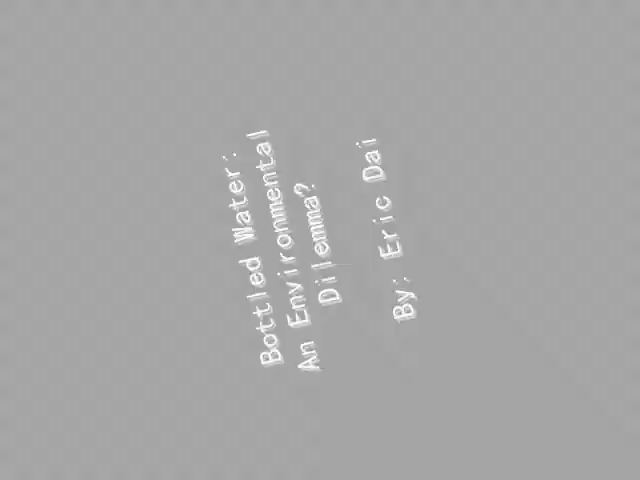 Bottled Water:
An Environmental
Dilemma?
By: Eric Dai